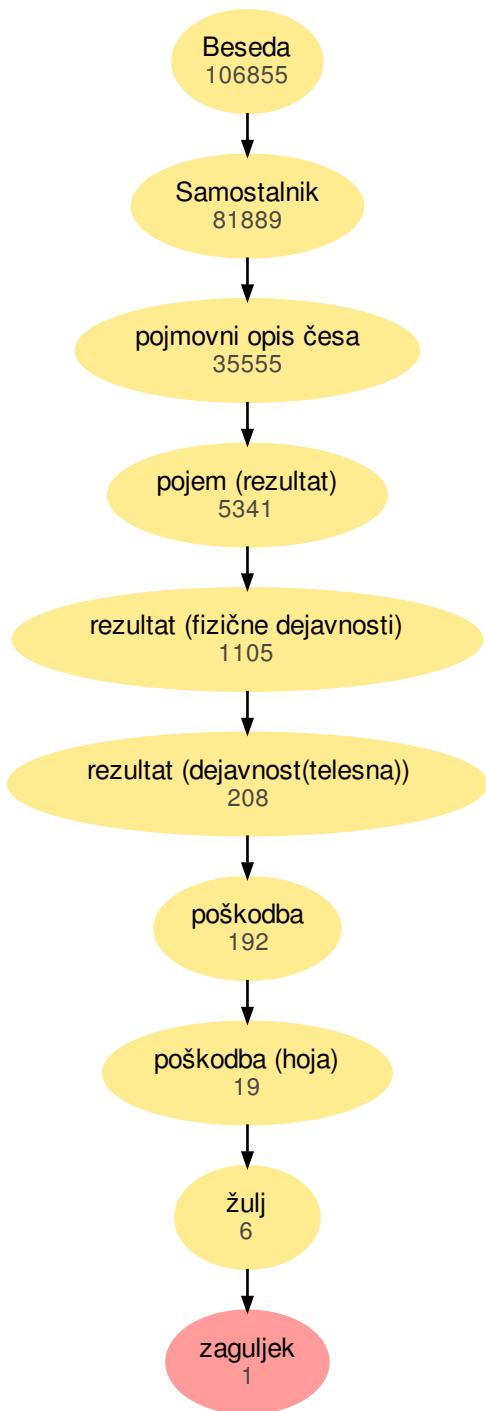 Beseda
106855
Samostalnik
81889
pojmovni opis česa
35555
pojem (rezultat)
5341
rezultat (fizične dejavnosti)
1105
rezultat (dejavnost(telesna))
208
poškodba
192
poškodba (hoja)
19
žulj
6
zaguljek
1